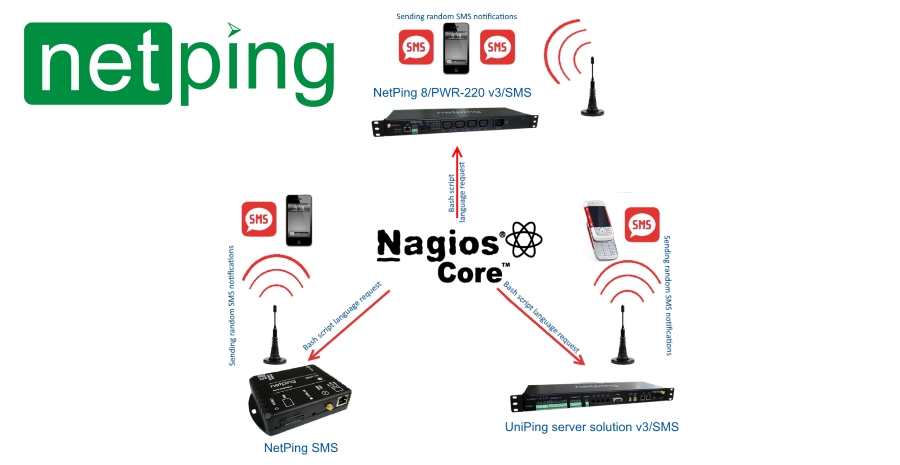 netping
Sending random SMS notifications
SMS
SMS
NetPing 8/PWR-220 v3/SMS
netping
Bash script
language request
SMS
SMS
Nagios®
Core™
Sending random SMS notifications
Sending random SMS notifications
Bash script language request
Bash script language request
netping
netping
NetPing SMS
UniPing server solution v3/SMS